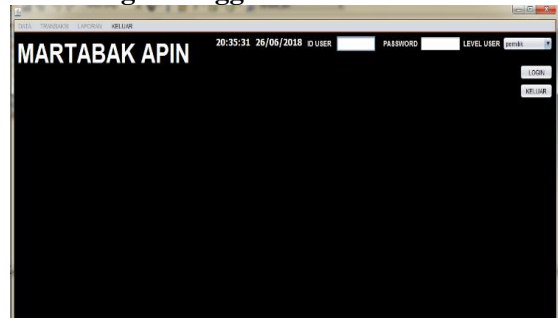 DATA TRANSAKSI LAPORAN KELUAR
MARTABAK APIN
20:35:31 26/06/2018 ID USER PASSWORD LEVEL USER pemilik
LOGIN
KELUAR